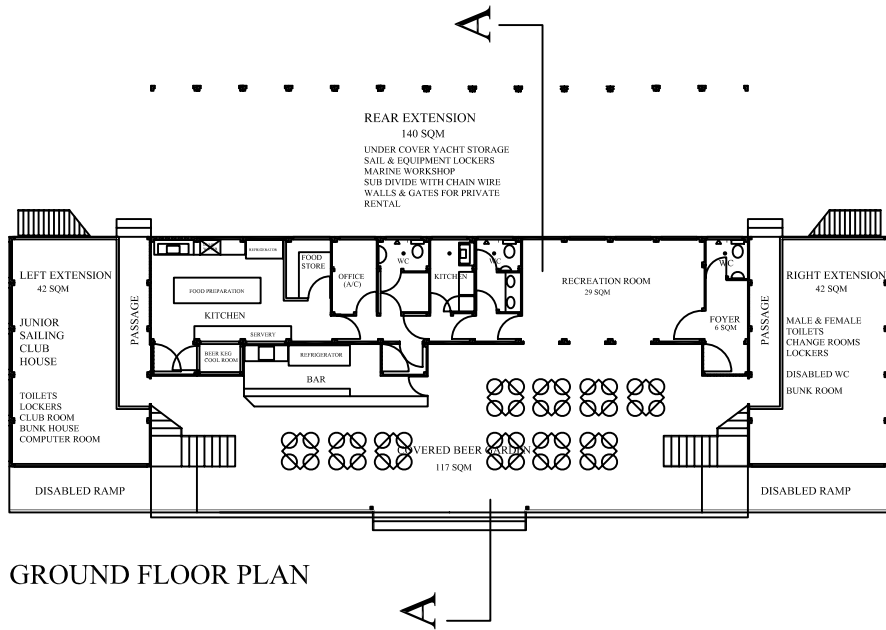 A
REAR EXTENSION
140 SQM
UNDER COVER YACHT STORAGE
SAIL & EQUIPMENT LOCKERS
MARINE WORKSHOP
SUB DIVIDE WITH CHAIN WIRE
WALLS & GATES FOR PRIVATE
RENTAL
LEFT EXTENSION
42 SQM
JUNIOR
SAILING
CLUB
HOUSE
TOILETS
LOCKERS
CLUB ROOM
BUNK HOUSE
COMPUTER ROOM
PASSAGE
REFRIGERATOR
FOOD
STORE
FOOD PREPARATION
KITCHEN
SERVERY
OFFICE
(A/C)
WC
KITCHEN
WC
RECREATION ROOM
29 SQM
WC
FOYER
6 SQM
PASSAGE
RIGHT EXTENSION
42 SQM
MALE & FEMALE
TOILETS
CHANGE ROOMS
LOCKERS
DISABLED WC
BUNK ROOM
BEER KEG
COOL ROOM
REFRIGERATOR
BAR
COVERED BEER GARDEN
117 SQM
DISABLED RAMP
DISABLED RAMP
GROUND FLOOR PLAN
A